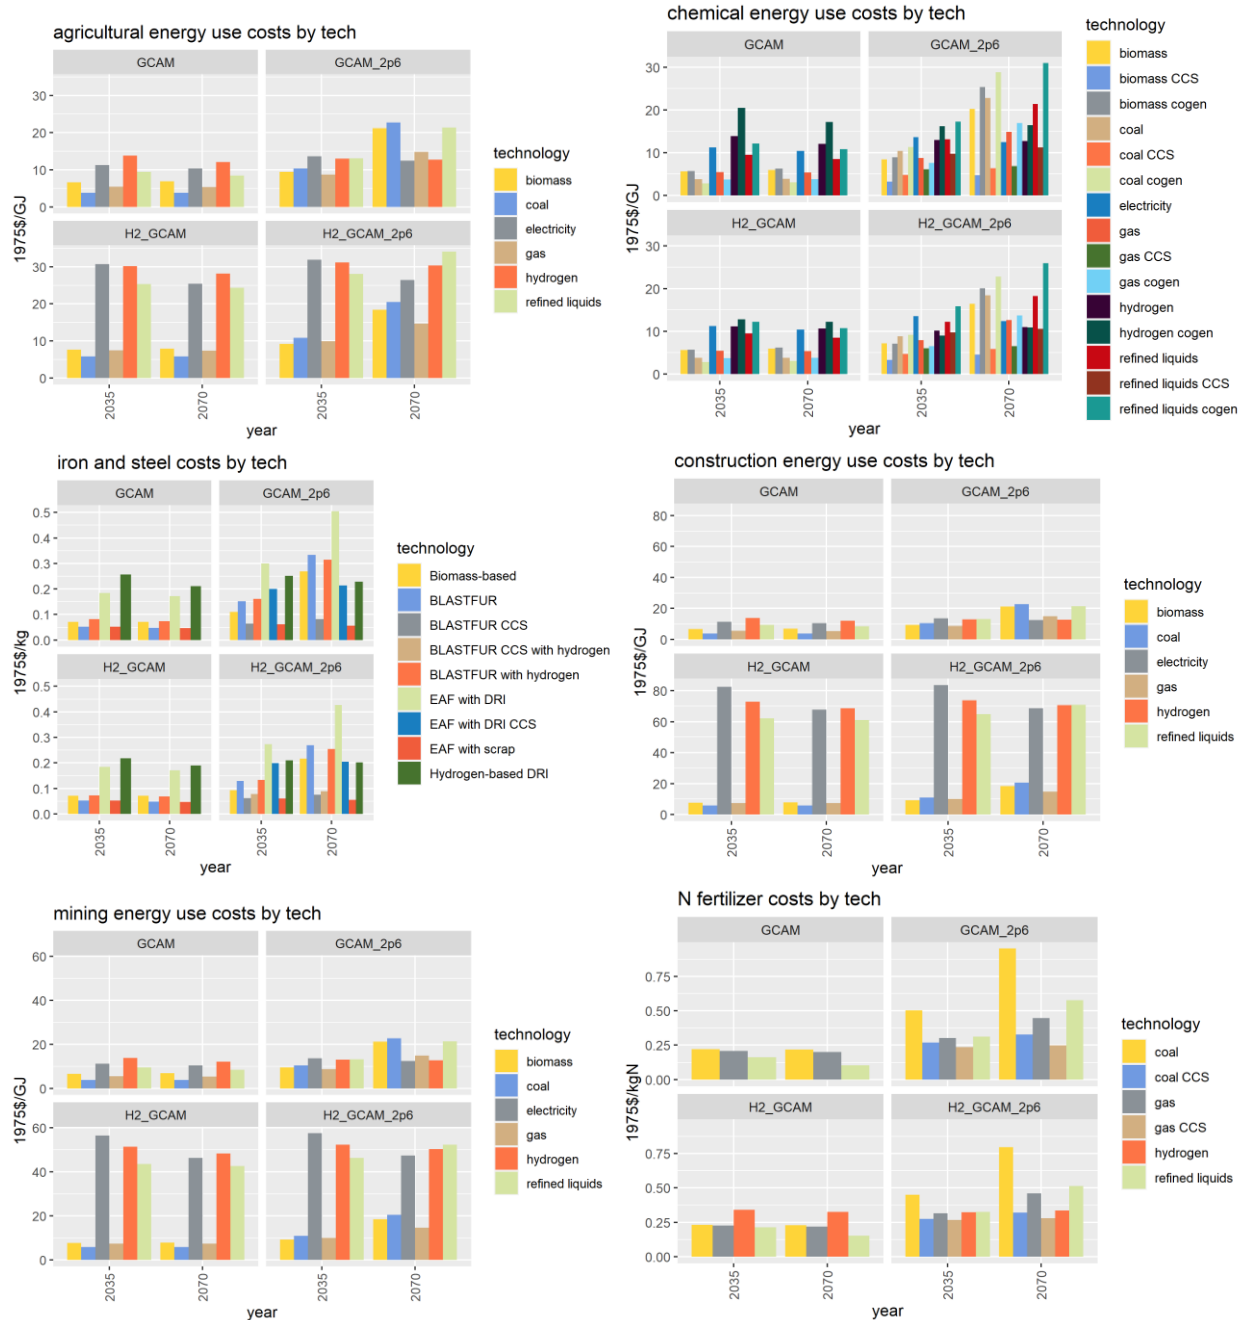 agricultural energy use costs by tech
GCAM
GCAM_2p6
30
20
10
0
H2_GCAM
H2_GCAM_2p6
30
20
10
0
1975$/GJ
2035
2070
2035
2070
year
technology
biomass
coal
electricity
gas
hydrogen
refined liquids
chemical energy use costs by tech
GCAM
GCAM_2p6
30
20
10
0
H2_GCAM
H2_GCAM_2p6
30
20
10
0
1975$/GJ
2035
2070
2035
2070
year
technology
biomass
biomass CCS
biomass cogen
coal
coal CCS
coal cogen
electricity
gas
gas CCS
gas cogen
hydrogen
hydrogen cogen
refined liquids
refined liquids CCS
refined liquids cogen
iron and steel costs by tech
GCAM
GCAM_2p6
0.5
0.4
0.3
0.2
0.1
0.0
H2_GCAM
H2_GCAM_2p6
0.5
0.4
0.3
0.2
0.1
0.0
1975$/kg
2035
2070
2035
2070
year
technology
Biomass-based
BLASTFUR
BLASTFUR CCS
BLASTFUR CCS with hydrogen
BLASTFUR with hydrogen
EAF with DRI
EAF with DRI CCS
EAF with scrap
Hydrogen-based DRI
construction energy use costs by tech
GCAM
GCAM_2p6
80
60
40
20
0
H2_GCAM
H2_GCAM_2p6
80
60
40
20
0
1975$/GJ
2035
2070
2035
2070
year
technology
biomass
coal
electricity
gas
hydrogen
refined liquids
mining energy use costs by tech
GCAM
GCAM_2p6
60
40
20
0
H2_GCAM
H2_GCAM_2p6
60
40
20
0
1975$/GJ
2035
2070
2035
2070
year
technology
biomass
coal
electricity
gas
hydrogen
refined liquids
N fertilizer costs by tech
GCAM
GCAM_2p6
0.75
0.50
0.25
0.00
H2_GCAM
H2_GCAM_2p6
0.75
0.50
0.25
0.00
1975$/kgN
2035
2070
2035
2070
year
technology
coal
coal CCS
gas
gas CCS
hydrogen
refined liquids